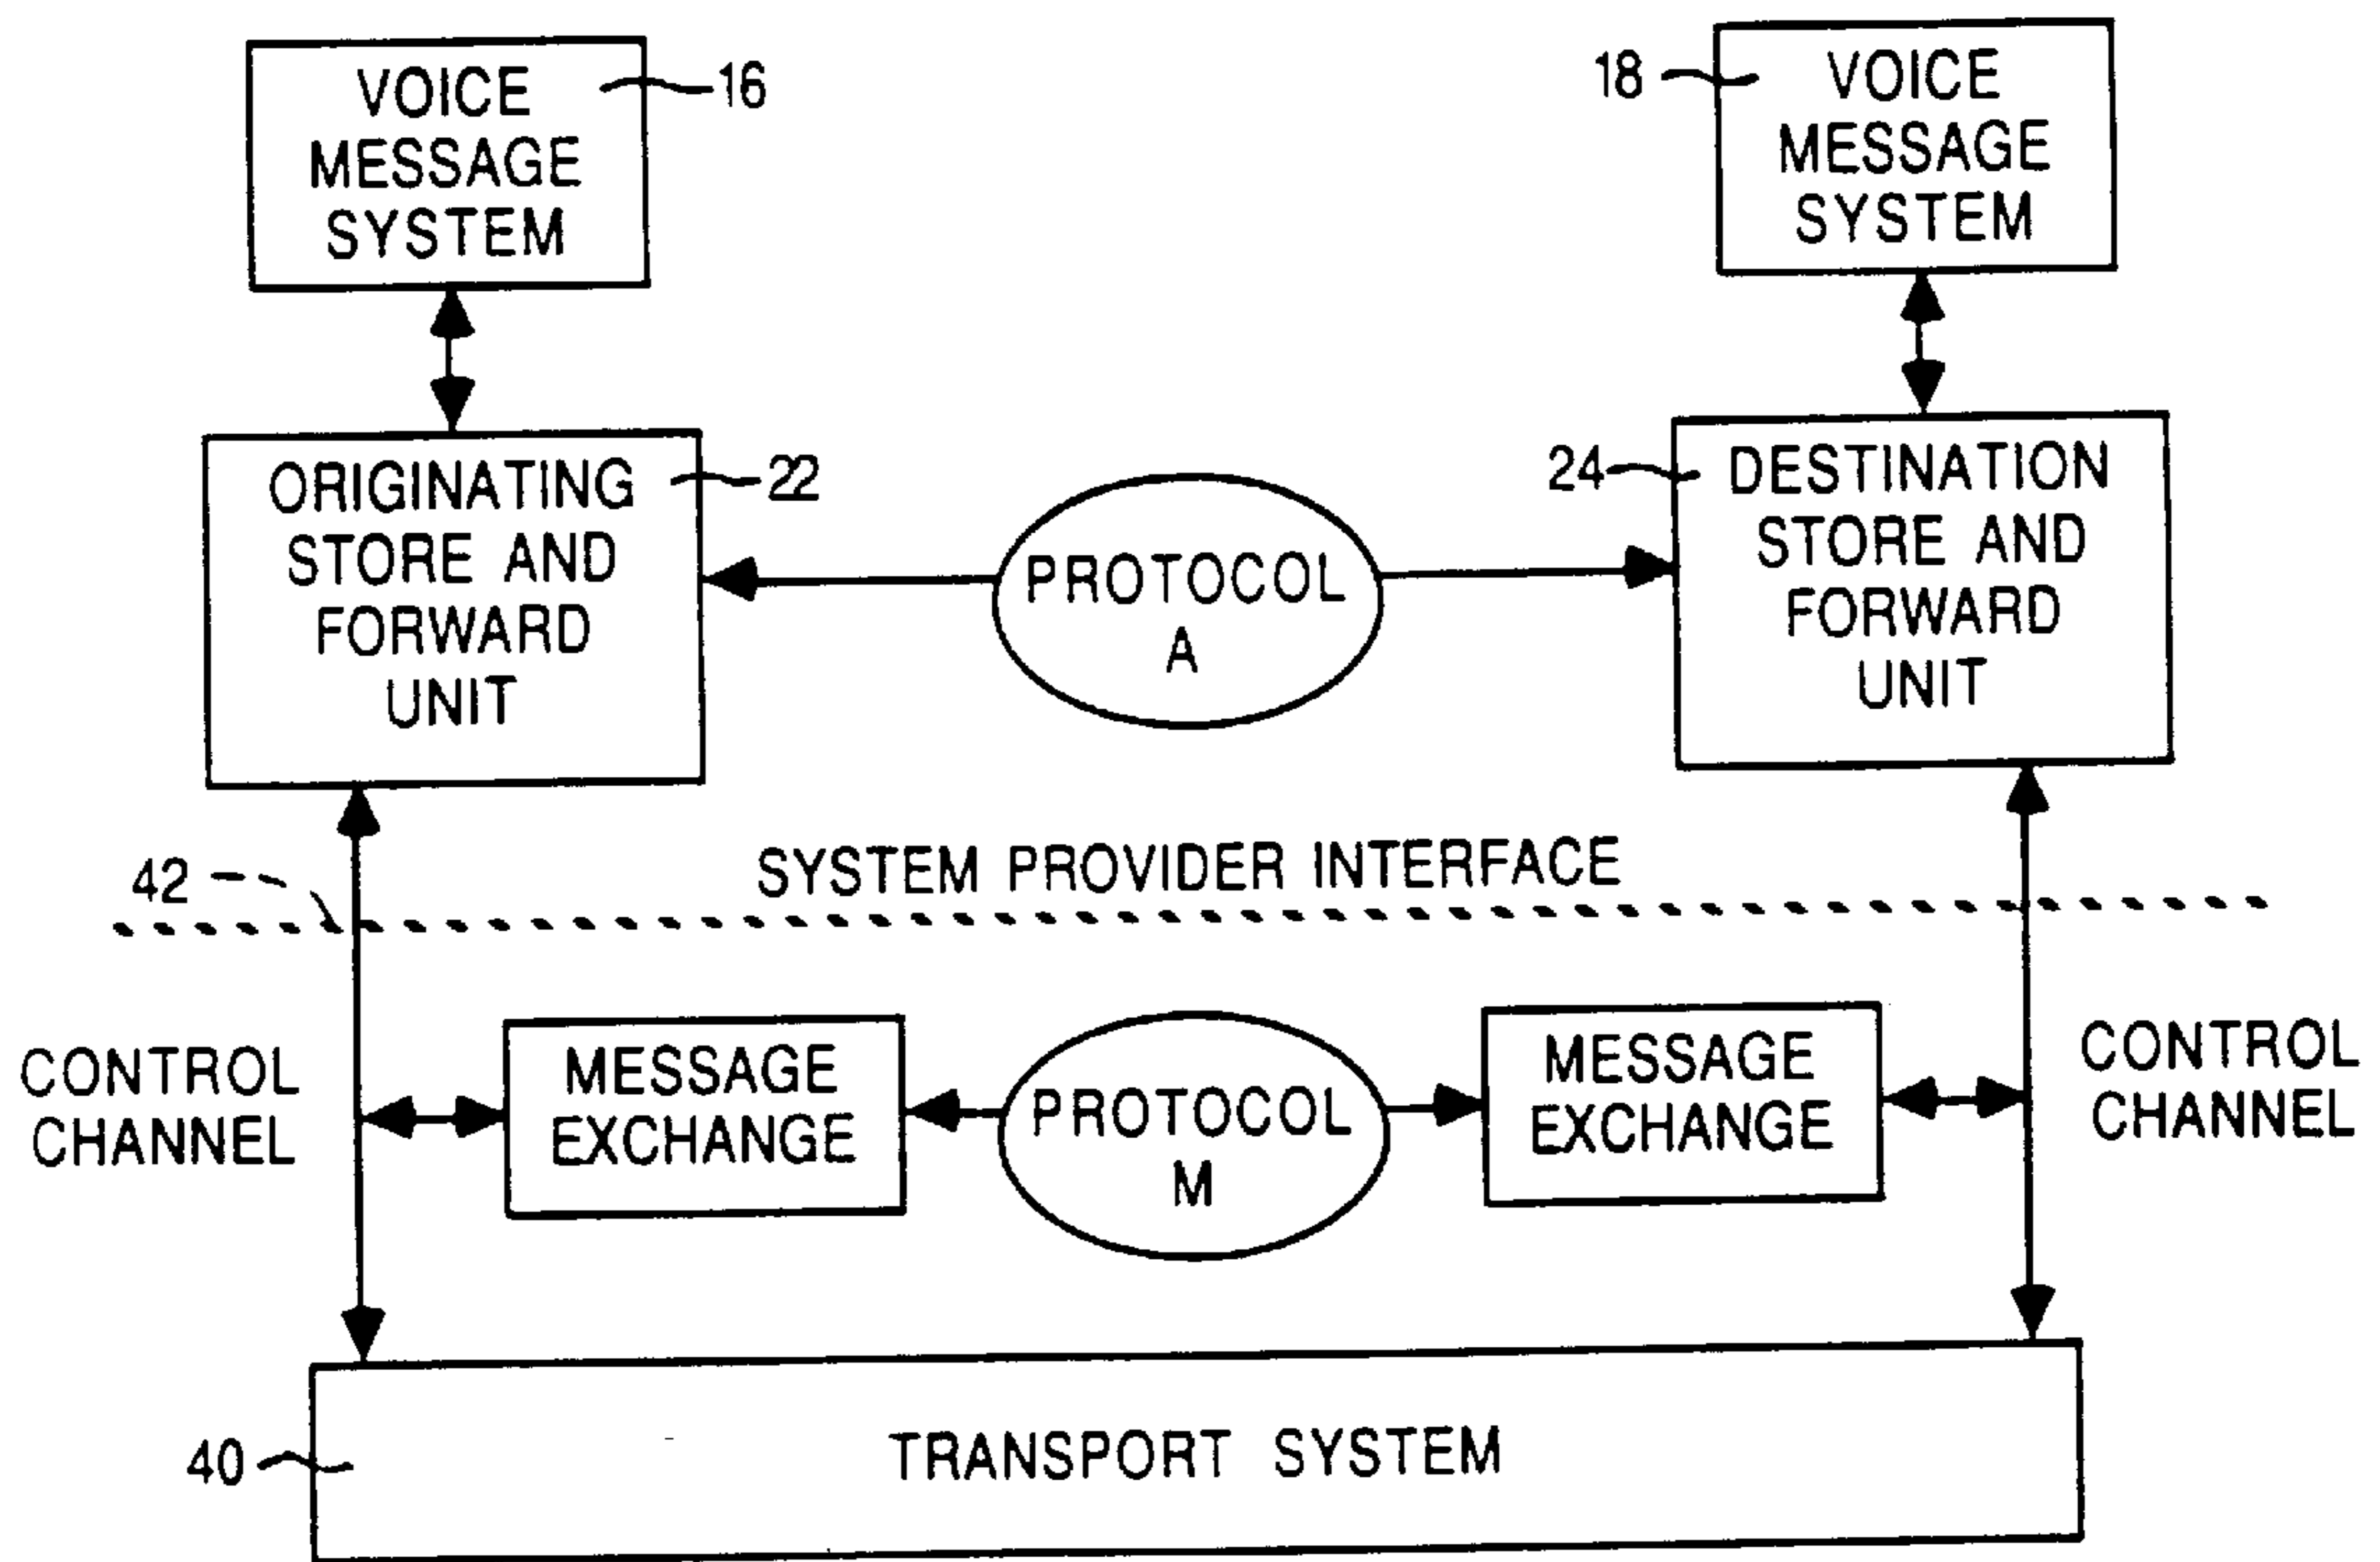 VOICE
MESSAGE
SYSTEM
16
18
VOICE
MESSAGE
SYSTEM
ORIGINATING
STORE AND
FORWARD
UNIT
22
PROTOCOL
A
24
DESTINATION
STORE AND
FORWARD
UNIT
42
SYSTEM PROVIDER INTERFACE
CONTROL
CHANNEL
MESSAGE
EXCHANGE
PROTOCOL
M
MESSAGE
EXCHANGE
CONTROL
CHANNEL
40
TRANSPORT SYSTEM